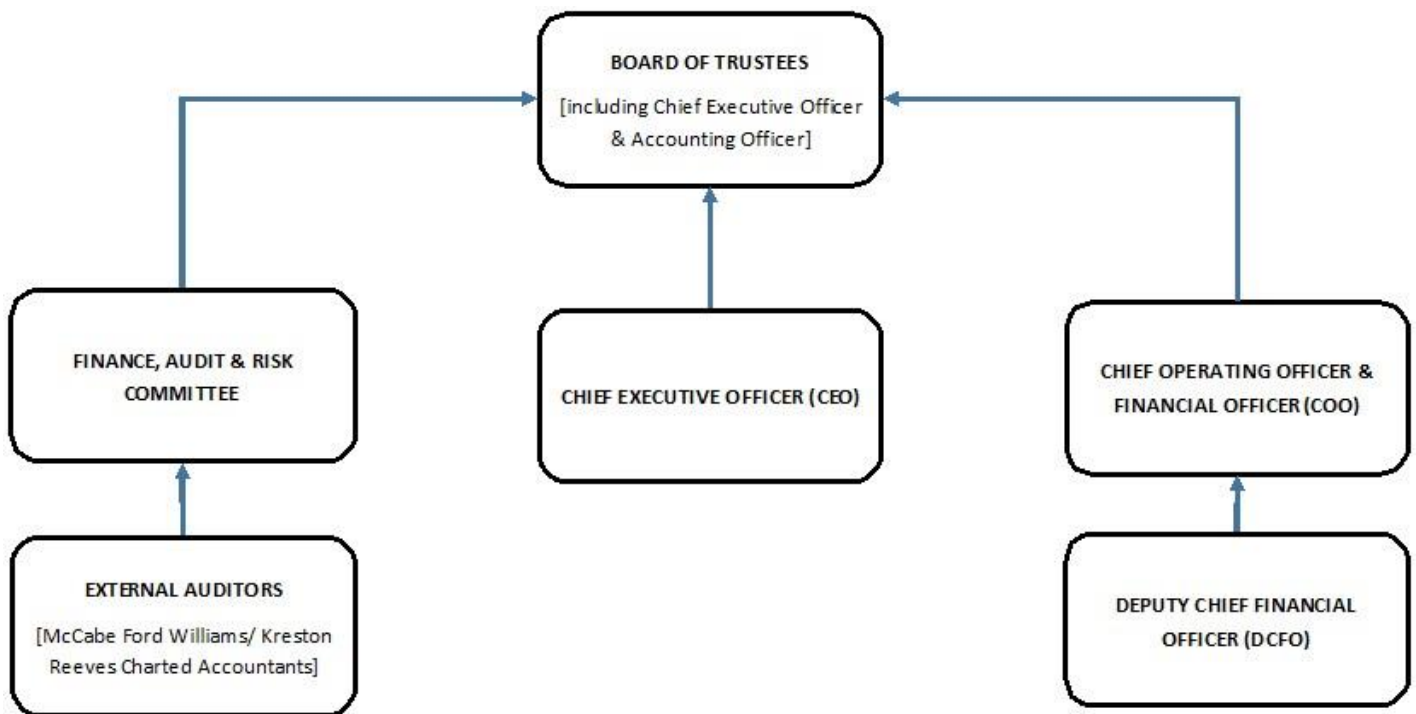 BOARD OF TRUSTEES
[including Chief Executive Officer
& Accounting Officer]
FINANCE, AUDIT & RISK
COMMITTEE
CHIEF EXECUTIVE OFFICER (CEO)
CHIEF OPERATING OFFICER &
FINANCIAL OFFICER (COO)
EXTERNAL AUDITORS
[McCabe Ford Williams/ Kreston
Reeves Charted Accountants]
DEPUTY CHIEF FINANCIAL
OFFICER (DCFO)